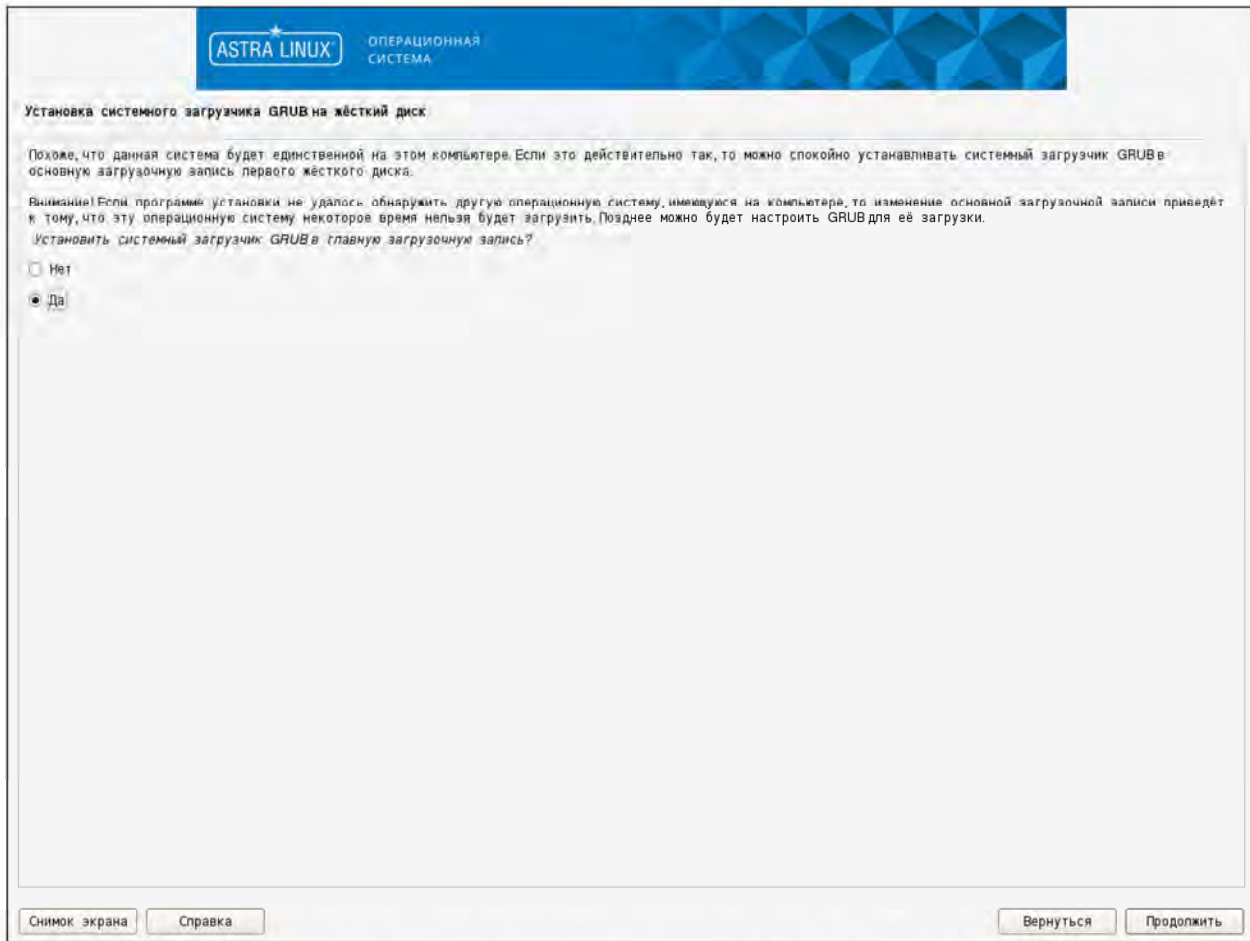 ASTRA LINUX
ОПЕРАЦИОННАЯ
СИСТЕМА
Установка системного загрузчика GRUB на жёсткий диск
Похоже, что данная система будет единственной на этом компьютере. Если это действительно так, то можно спокойно устанавливать системный загрузчик GRUB в
основную загрузочную запись первого жёсткого диска.
Внимание! Если программе установки не удалось обнаружить другую операционную систему, имеющуюся на компьютере, то изменение основной загрузочной записи приведёт
к тому, что эту операционную систему некоторое время нельзя будет загрузить. Позднее можно будет настроить GRUB для её загрузки.
Установить системный загрузчик GRUB в главную загрузочную запись?
Нет
Да
Снимок экрана Справка Вернуться Продолжить